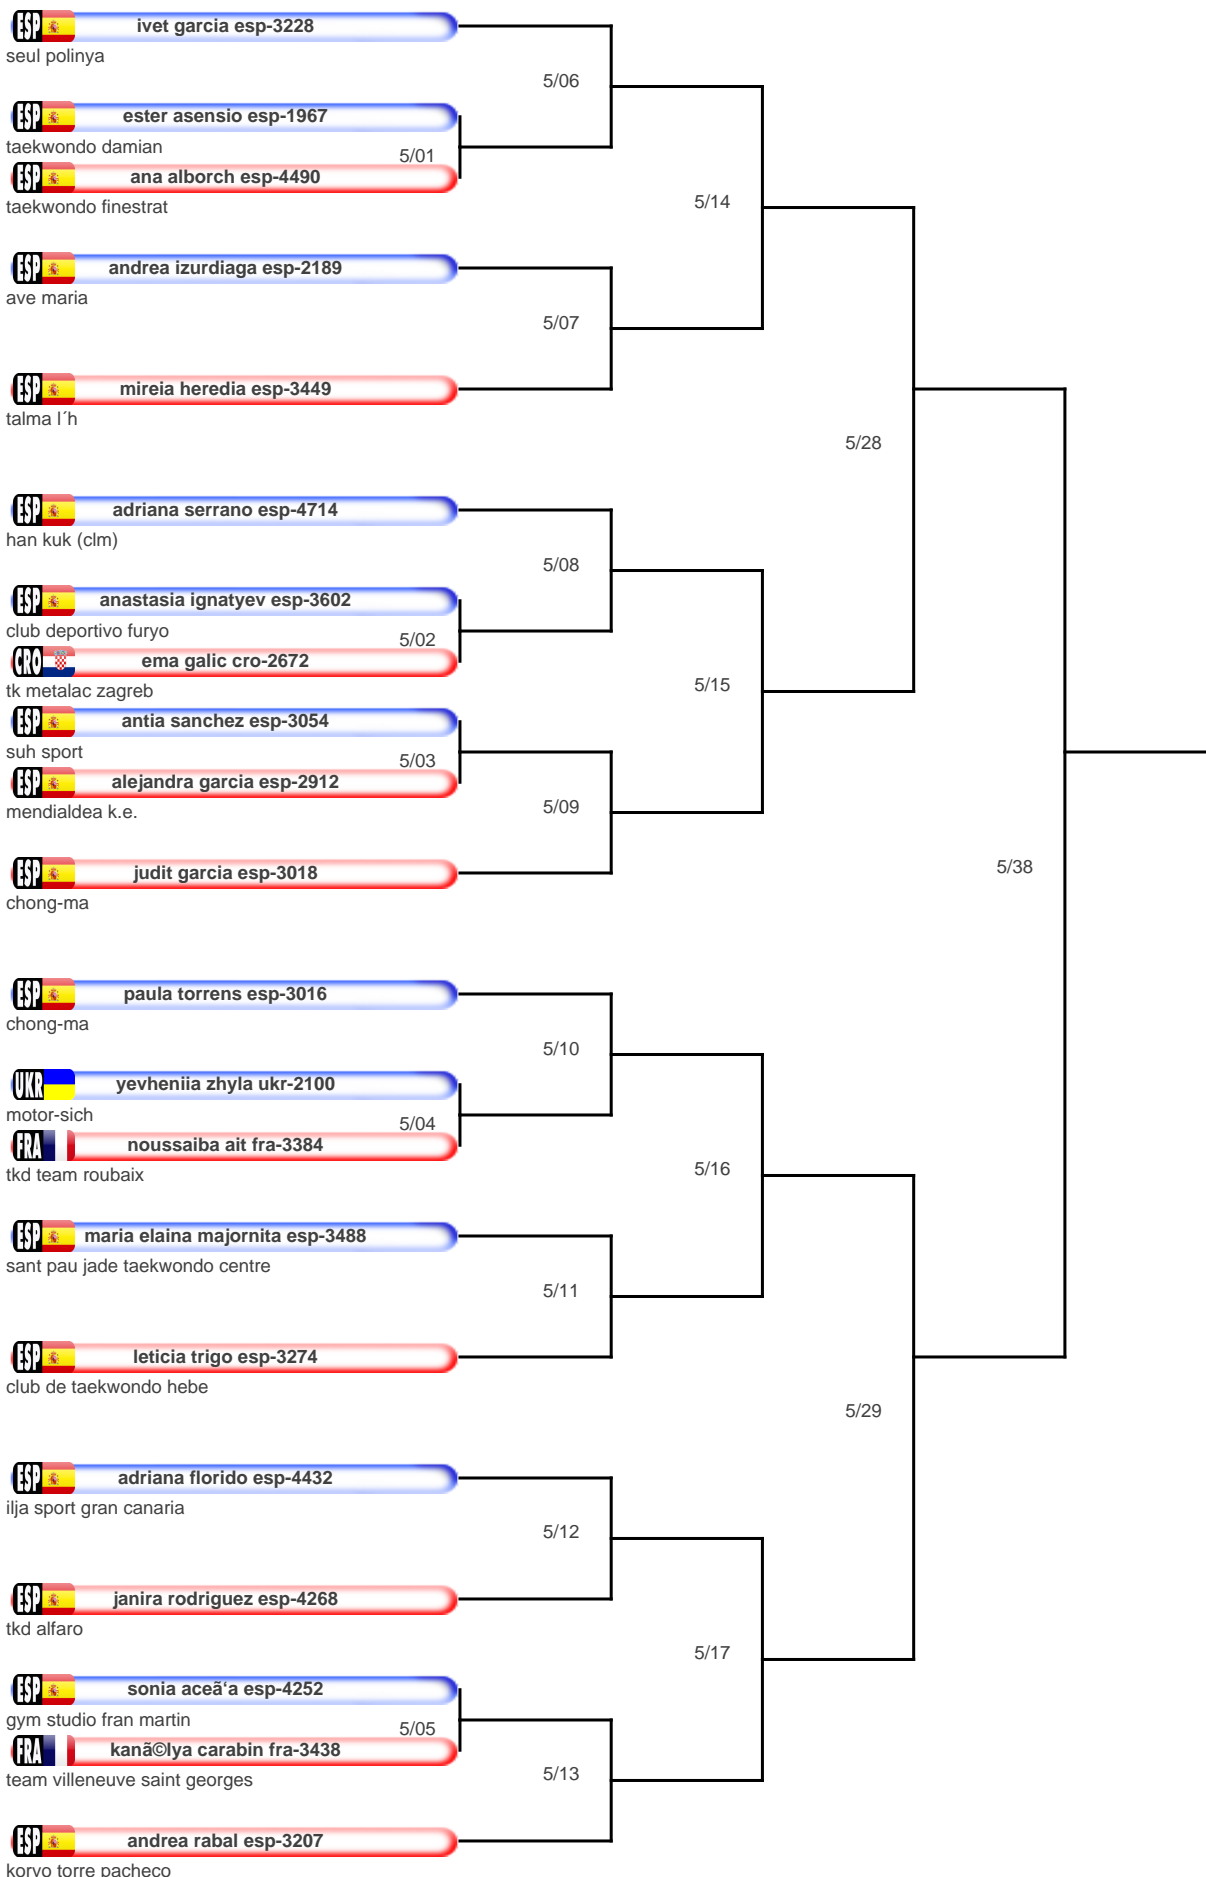 ESP ivet garcia esp-3228
seul polinya
5/06
ESP ester asensio esp-1967
taekwondo damian
5/01
ESP ana alborch esp-4490
taekwondo finestrat
5/14
ESP andrea izurdiaga esp-2189
ave maria
5/07
ESP mireia heredia esp-3449
talma l´h
5/28
ESP adriana serrano esp-4714
han kuk (clm)
5/08
ESP anastasia ignatyev esp-3602
club deportivo furyo
5/02
CRO ema galic cro-2672
tk metalac zagreb
5/15
ESP antia sanchez esp-3054
suh sport
5/03
ESP alejandra garcia esp-2912
mendialdea k.e.
5/09
ESP judit garcia esp-3018
chong-ma
5/38
ESP paula torrens esp-3016
chong-ma
5/10
UKR yevheniia zhyla ukr-2100
motor-sich
5/04
FRA noussaiba ait fra-3384
tkd team roubaix
5/16
ESP maria elaina majornita esp-3488
sant pau jade taekwondo centre
5/11
ESP leticia trigo esp-3274
club de taekwondo hebe
5/29
ESP adriana florido esp-4432
ilja sport gran canaria
5/12
ESP janira rodriguez esp-4268
tkd alfaro
5/17
ESP sonia aceã‘a esp-4252
gym studio fran martin
5/05
FRA kanã©lya carabin fra-3438
team villeneuve saint georges
5/13
ESP andrea rabal esp-3207
koryo torre pacheco